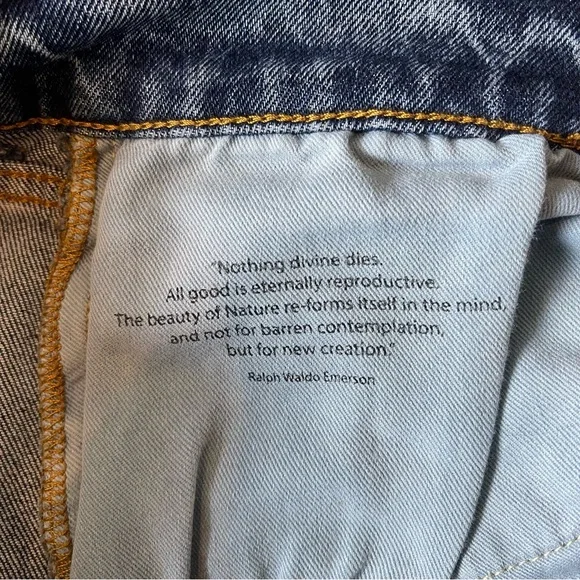 "Nothing divine dies.
All good is eternally reproductive.
The beauty of Nature re-forms itself in the mind,
and not for barren contemplation,
but for new creation."
Ralph Waldo Emerson